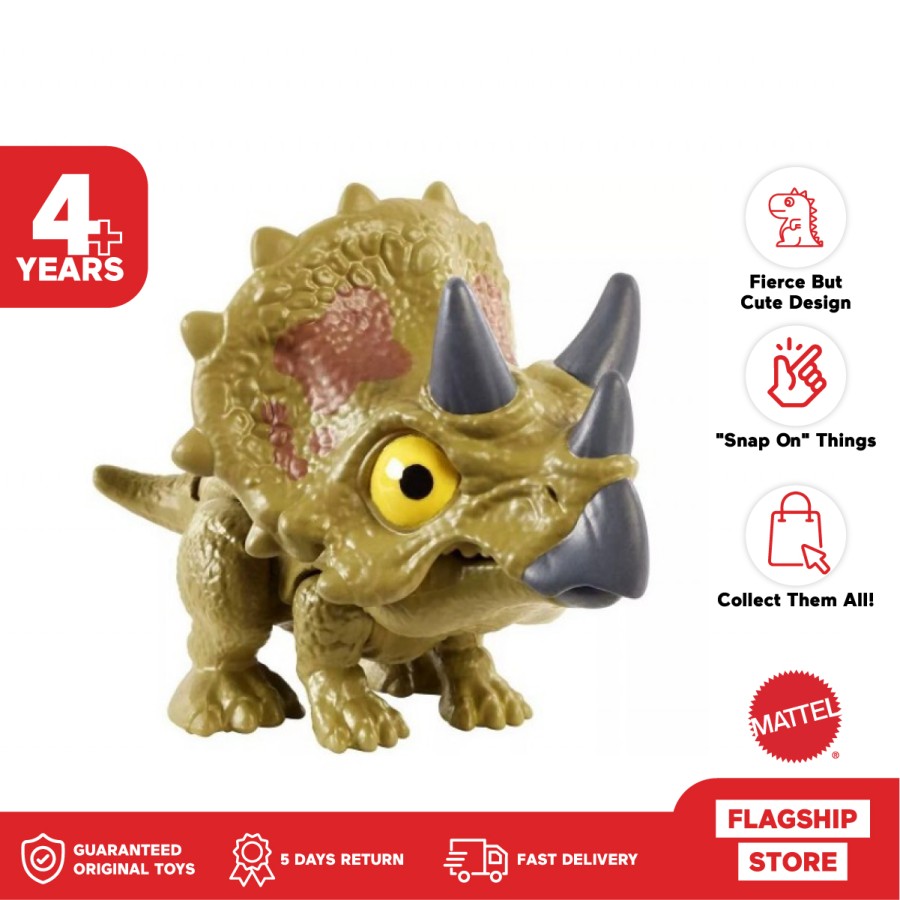 4+
YEARS
Fierce But
Cute Design
"Snap On" Things
Collect Them All!
MATTEL
®
FLAGSHIP
STORE
GUARANTEED
ORIGINAL TOYS
5 DAYS RETURN
FAST DELIVERY